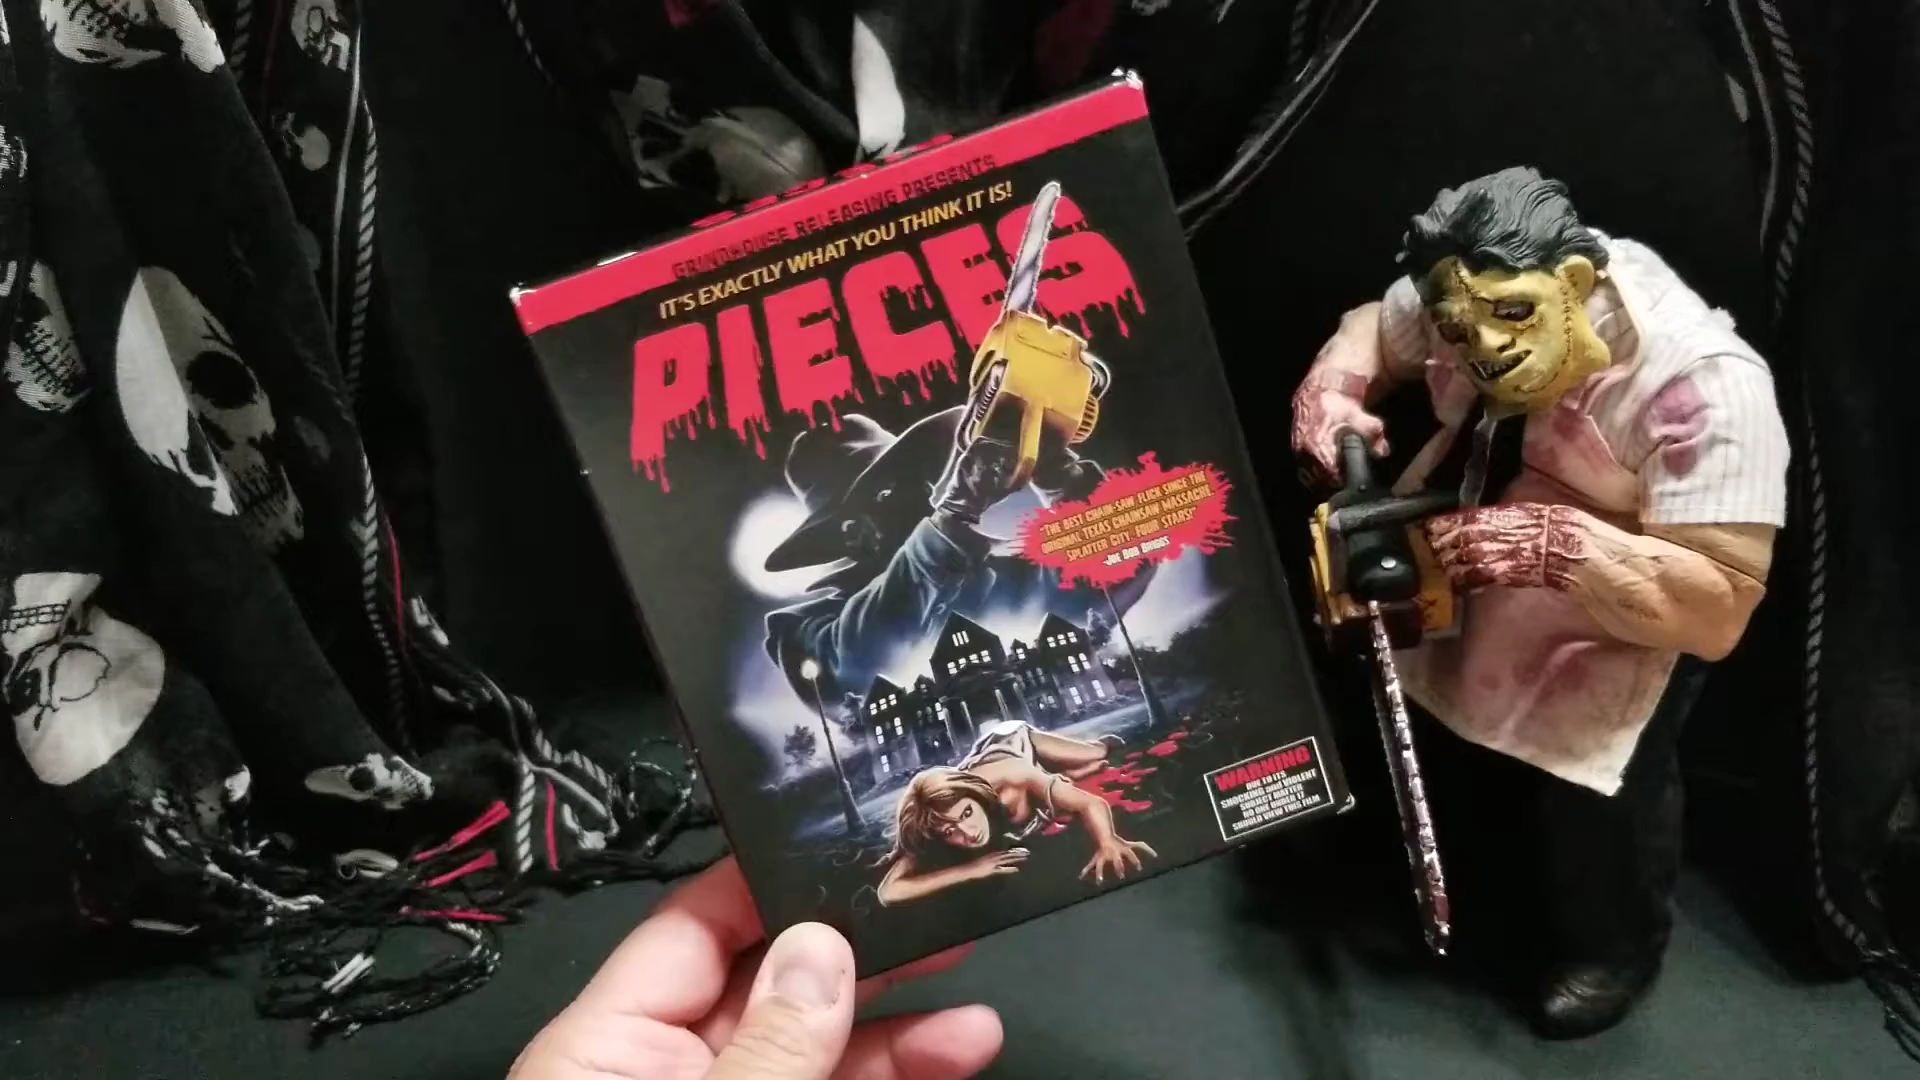 GRINDHOUSE RELEASING PRESENTS
IT'S EXACTLY WHAT YOU THINK IT IS!
PIECES
"THE BEST CHAIN-SAW FLICK SINCE THE
ORIGINAL TEXAS CHAINSAW MASSACRE.
SPLATTER CITY. FOUR STARS!"
-JOE BOB BRIGGS
WARNING
DUE TO ITS
SHOCKING and VIOLENT
SUBJECT MATTER
NO ONE UNDER 17
SHOULD VIEW THIS FILM